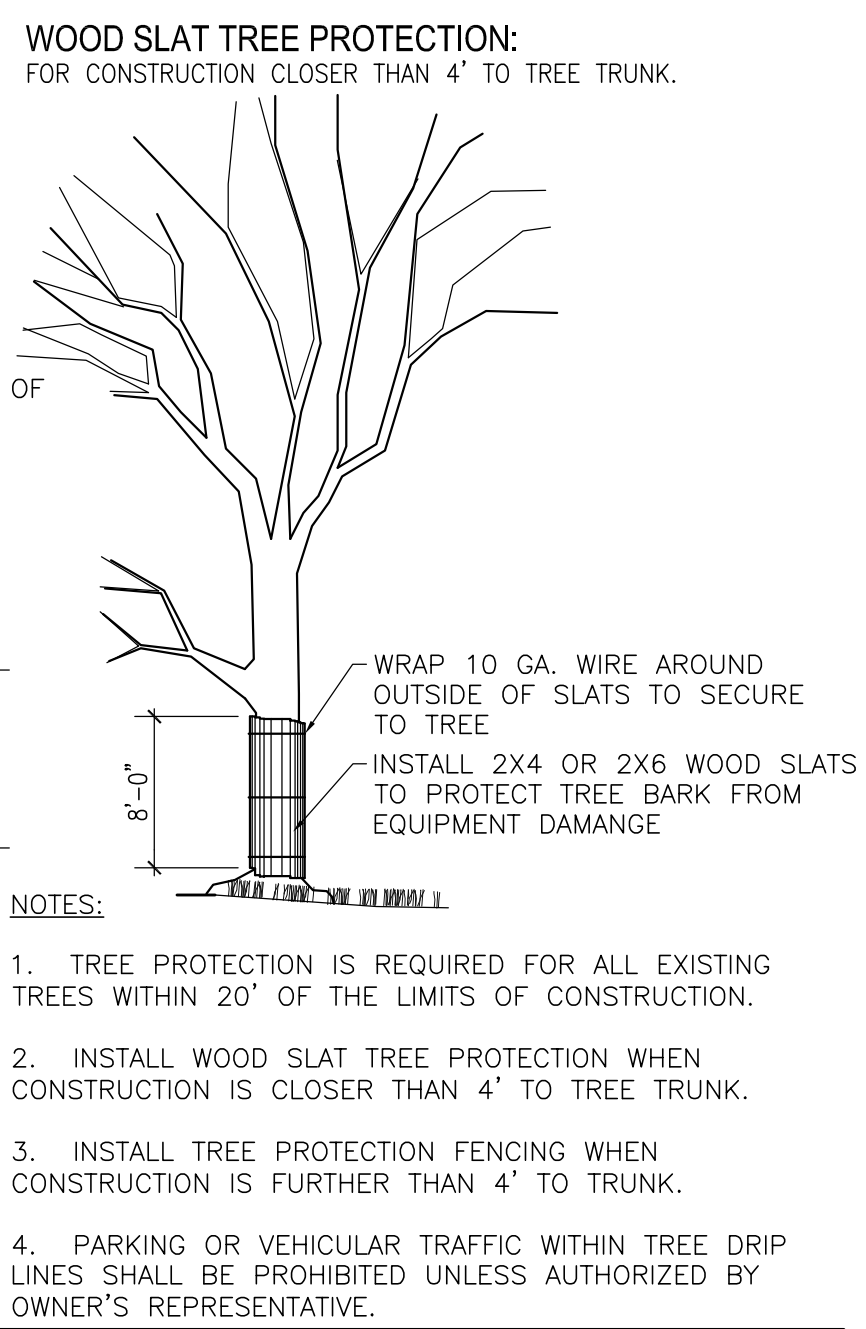 WOOD SLAT TREE PROTECTION:
FOR CONSTRUCTION CLOSER THAN 4' TO TREE TRUNK.
OF
WRAP 10 GA. WIRE AROUND
OUTSIDE OF SLATS TO SECURE
TO TREE
INSTALL 2X4 OR 2X6 WOOD SLATS
TO PROTECT TREE BARK FROM
EQUIPMENT DAMANGE
8'-0"
NOTES:
1. TREE PROTECTION IS REQUIRED FOR ALL EXISTING
TREES WITHIN 20' OF THE LIMITS OF CONSTRUCTION.
2. INSTALL WOOD SLAT TREE PROTECTION WHEN
CONSTRUCTION IS CLOSER THAN 4' TO TREE TRUNK.
3. INSTALL TREE PROTECTION FENCING WHEN
CONSTRUCTION IS FURTHER THAN 4' TO TRUNK.
4. PARKING OR VEHICULAR TRAFFIC WITHIN TREE DRIP
LINES SHALL BE PROHIBITED UNLESS AUTHORIZED BY
OWNER'S REPRESENTATIVE.